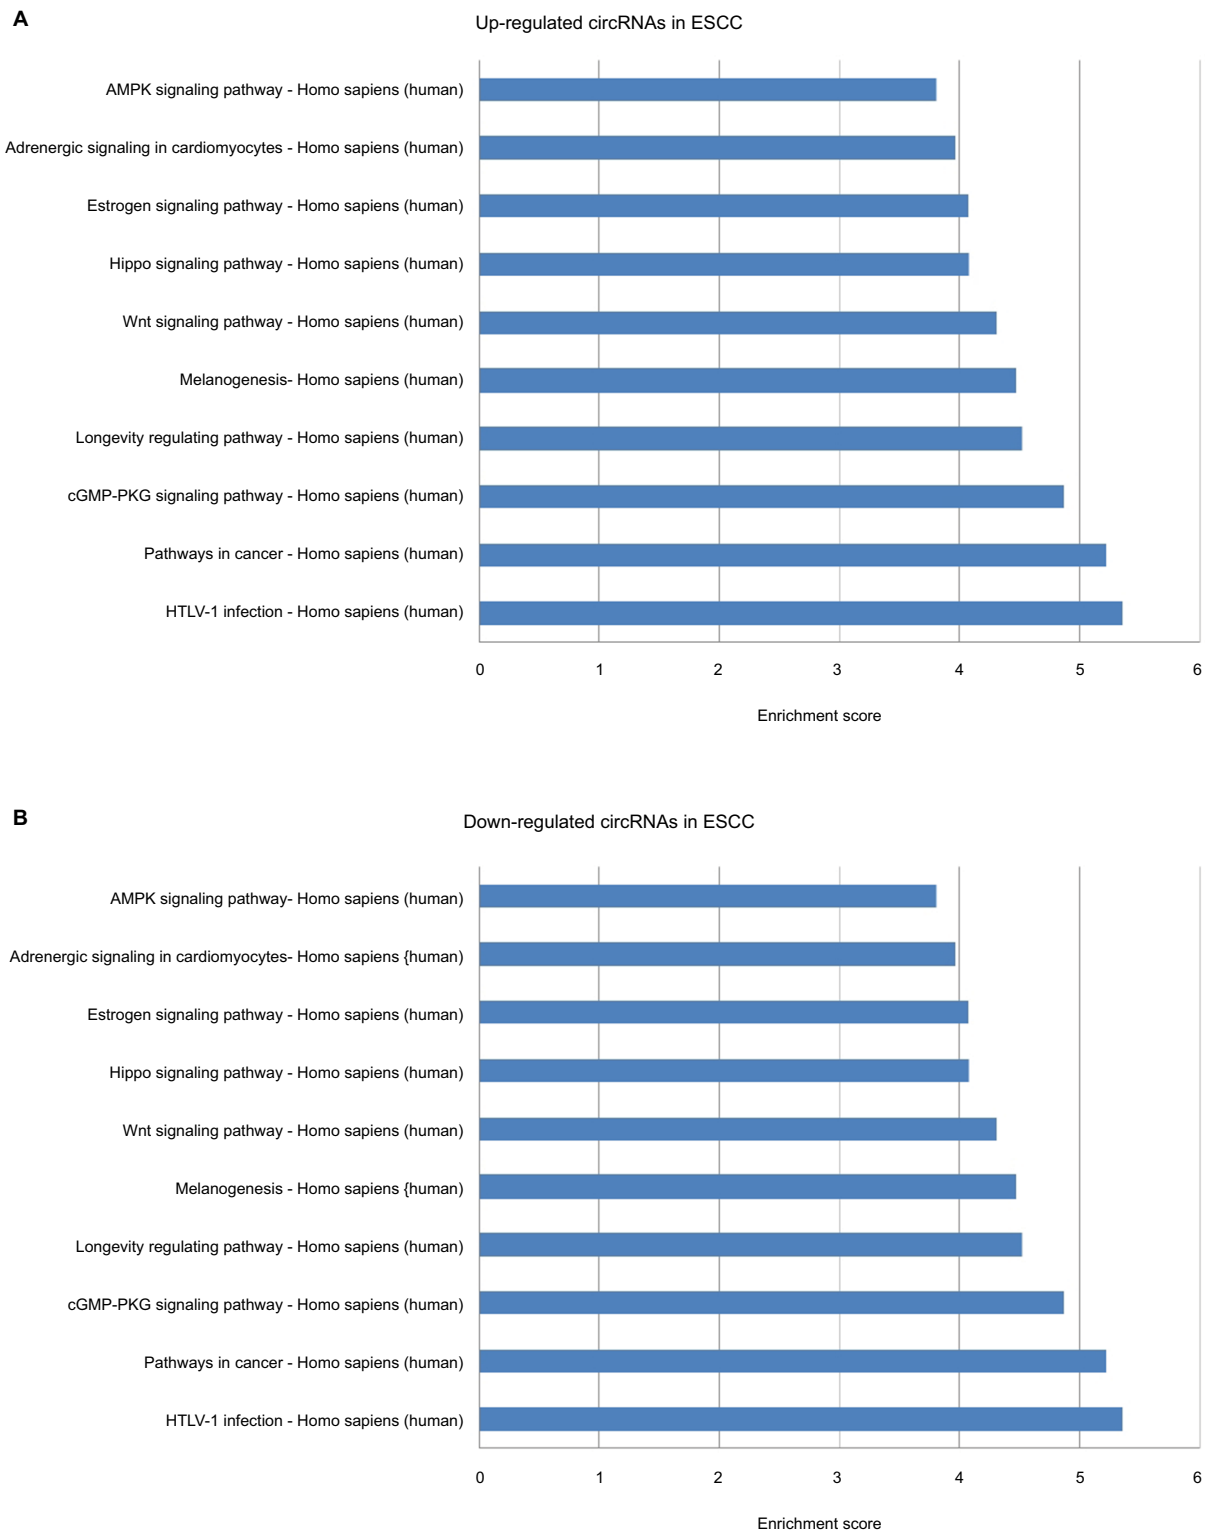 A
Up-regulated circRNAs in ESCC
AMPK signaling pathway - Homo sapiens (human)
Adrenergic signaling in cardiomyocytes - Homo sapiens (human)
Estrogen signaling pathway - Homo sapiens (human)
Hippo signaling pathway - Homo sapiens (human)
Wnt signaling pathway - Homo sapiens (human)
Melanogenesis- Homo sapiens (human)
Longevity regulating pathway - Homo sapiens (human)
cGMP-PKG signaling pathway - Homo sapiens (human)
Pathways in cancer - Homo sapiens (human)
HTLV-1 infection - Homo sapiens (human)
0 1 2 3 4 5 6
Enrichment score
B
Down-regulated circRNAs in ESCC
AMPK signaling pathway- Homo sapiens (human)
Adrenergic signaling in cardiomyocytes- Homo sapiens {human)
Estrogen signaling pathway - Homo sapiens (human)
Hippo signaling pathway - Homo sapiens (human)
Wnt signaling pathway - Homo sapiens (human)
Melanogenesis - Homo sapiens {human)
Longevity regulating pathway - Homo sapiens (human)
cGMP-PKG signaling pathway - Homo sapiens (human)
Pathways in cancer - Homo sapiens (human)
HTLV-1 infection - Homo sapiens (human)
0 1 2 3 4 5 6
Enrichment score